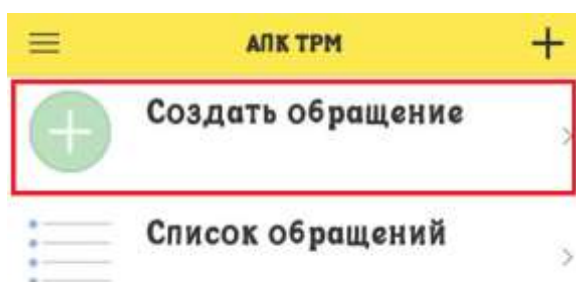 АПК ТРМ
Создать обращение
Список обращений